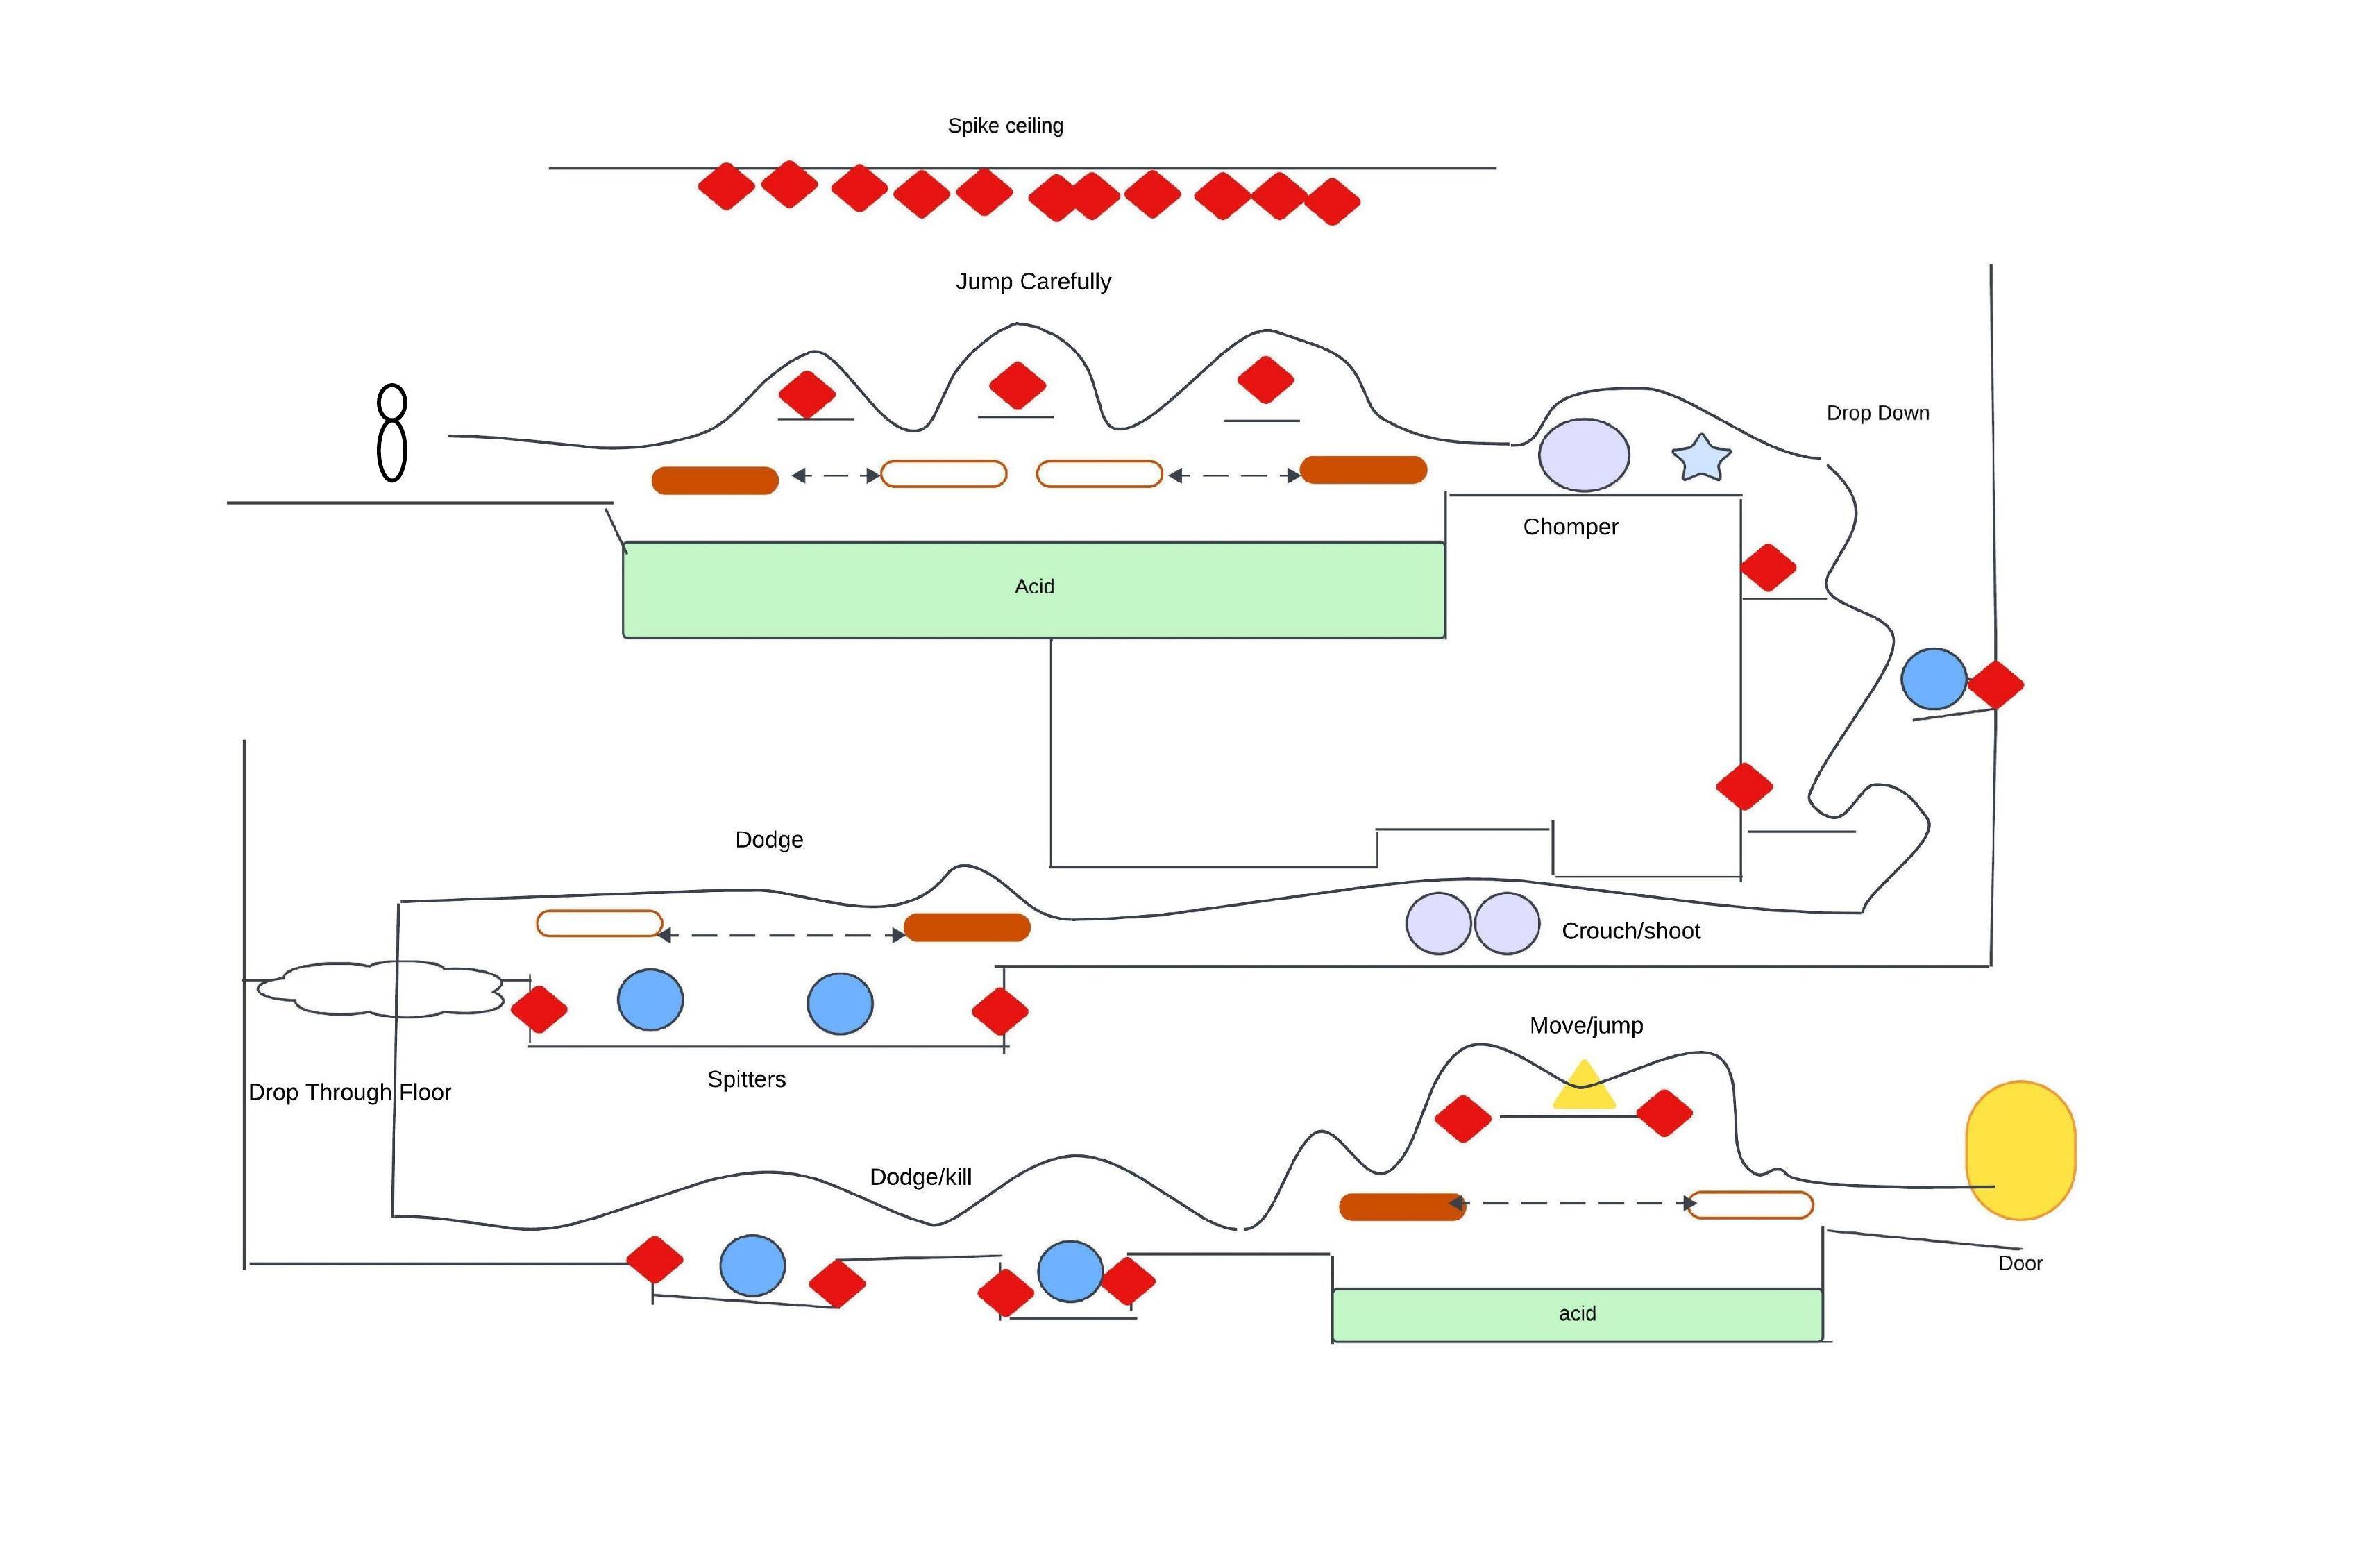 Spike ceiling
Jump Carefully
Drop Down
Chomper
Acid
Dodge
Crouch/shoot
Move/jump
Spitters
Drop Through Floor
Dodge/kill
Door
acid